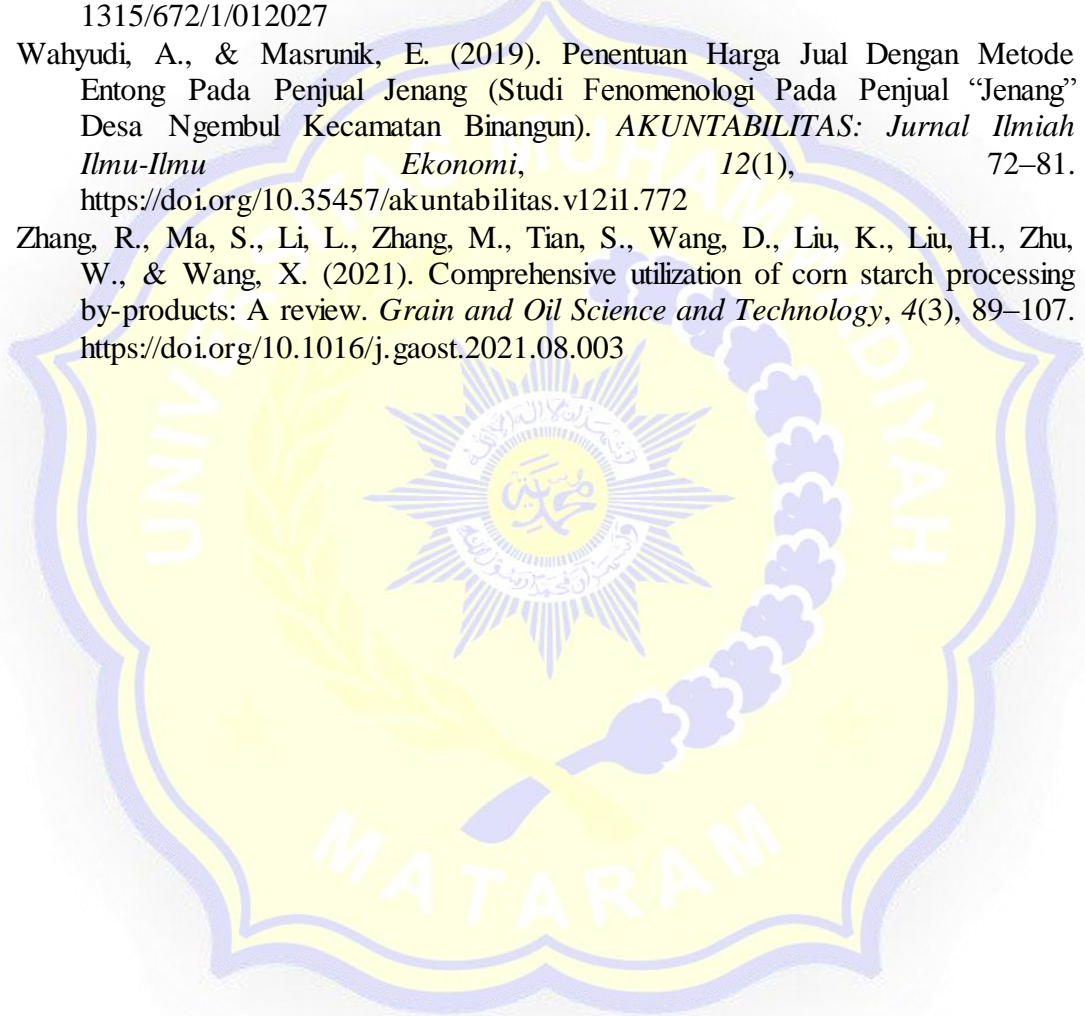 1315/672/1/012027
Wahyudi, A., & Masrunik, E. (2019). Penentuan Harga Jual Dengan Metode
Entong Pada Penjual Jenang (Studi Fenomenologi Pada Penjual “Jenang”
Desa Ngembul Kecamatan Binangun). AKUNTABILITAS: Jurnal Ilmiah
Ilmu-Ilmu Ekonomi, 12(1), 72–81.
https://doi.org/10.35457/akuntabilitas.v12i1.772
Zhang, R., Ma, S., Li, L., Zhang, M., Tian, S., Wang, D., Liu, K., Liu, H., Zhu,
W., & Wang, X. (2021). Comprehensive utilization of corn starch processing
by-products: A review. Grain and Oil Science and Technology, 4(3), 89–107.
https://doi.org/10.1016/j.gaost.2021.08.003
UNIVERSITAS MUHAMMADIYAH
MATARAM